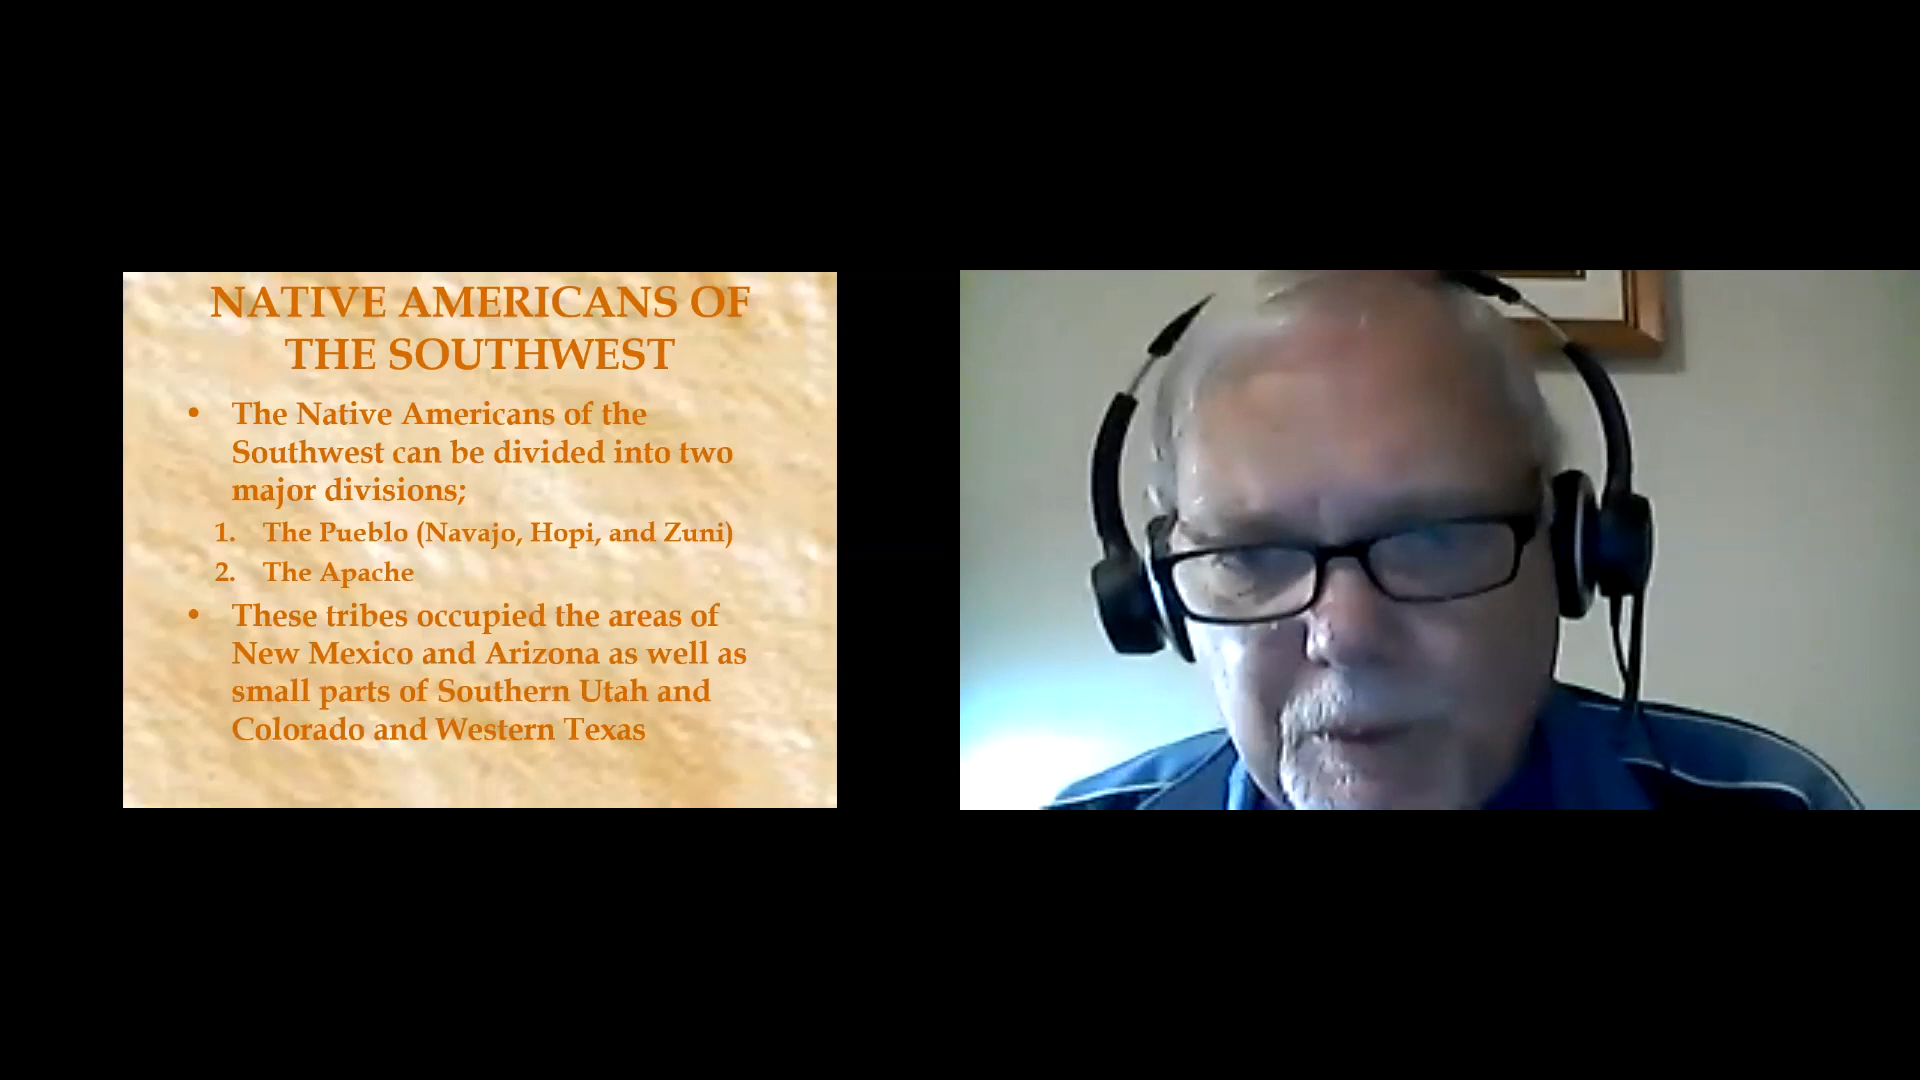 NATIVE AMERICANS OF
THE SOUTHWEST
• The Native Americans of the
Southwest can be divided into two
major divisions;
1. The Pueblo (Navajo, Hopi, and Zuni)
2. The Apache
• These tribes occupied the areas of
New Mexico and Arizona as well as
small parts of Southern Utah and
Colorado and Western Texas